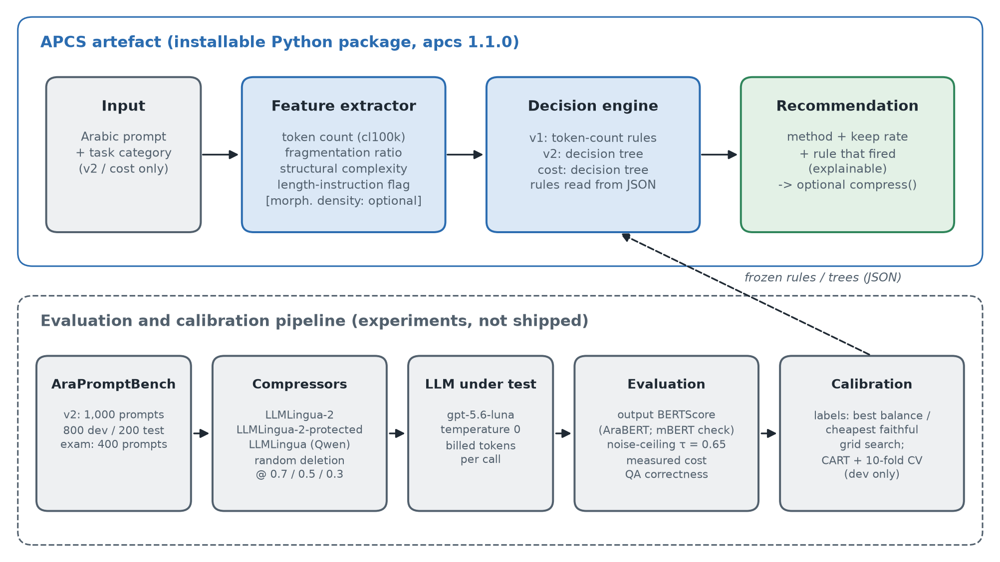 APCS artefact (installable Python package, apcs 1.1.0)
Input
Arabic prompt
+ task category
(v2 / cost only)
Feature extractor
token count (cl100k)
fragmentation ratio
structural complexity
length-instruction flag
[morph. density: optional]
Decision engine
v1: token-count rules
v2: decision tree
cost: decision tree
rules read from JSON
Recommendation
method + keep rate
+ rule that fired
(explainable)
-> optional compress()
frozen rules / trees (JSON)
Evaluation and calibration pipeline (experiments, not shipped)
AraPromptBench
v2: 1,000 prompts
800 dev / 200 test
exam: 400 prompts
Compressors
LLMLingua-2
LLMLingua-2-protected
LLMLingua (Qwen)
random deletion
@ 0.7 / 0.5 / 0.3
LLM under test
gpt-5.6-luna
temperature 0
billed tokens
per call
Evaluation
output BERTScore
(AraBERT; mBERT check)
noise-ceiling τ = 0.65
measured cost
QA correctness
Calibration
labels: best balance /
cheapest faithful
grid search;
CART + 10-fold CV
(dev only)